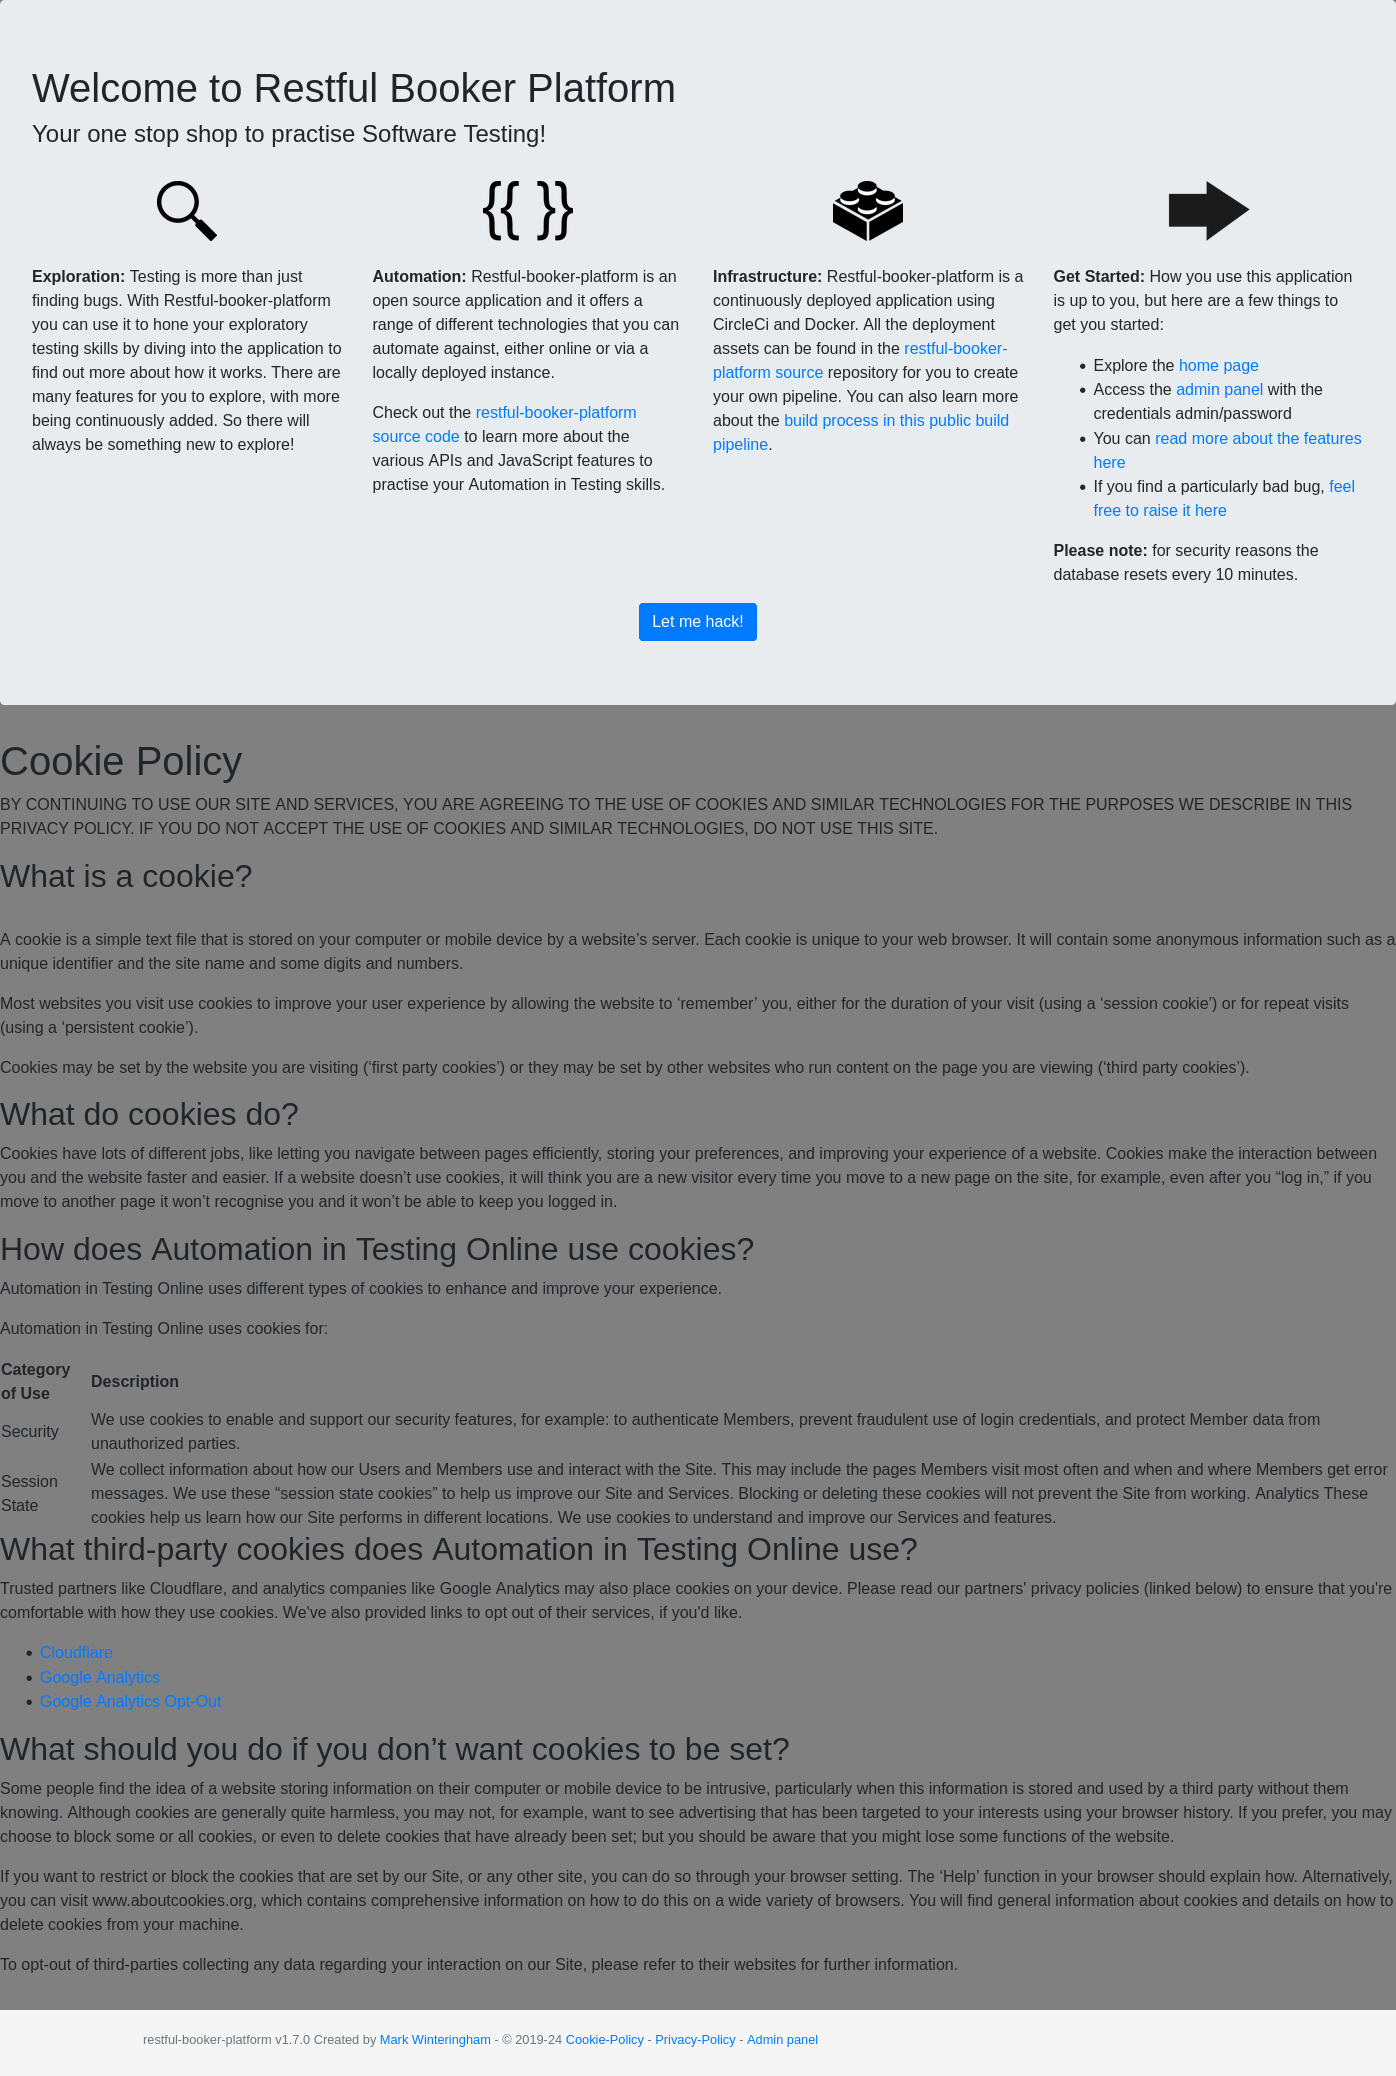 Welcome to Restful Booker Platform
Your one stop shop to practise Software Testing!
{{ }}
Exploration: Testing is more than just
finding bugs. With Restful-booker-platform
you can use it to hone your exploratory
testing skills by diving into the application to
find out more about how it works. There are
many features for you to explore, with more
being continuously added. So there will
always be something new to explore!
Automation: Restful-booker-platform is an
open source application and it offers a
range of different technologies that you can
automate against, either online or via a
locally deployed instance.
Check out the restful-booker-platform
source code to learn more about the
various APIs and JavaScript features to
practise your Automation in Testing skills.
Infrastructure: Restful-booker-platform is a
continuously deployed application using
CircleCi and Docker. All the deployment
assets can be found in the restful-booker-
platform source repository for you to create
your own pipeline. You can also learn more
about the build process in this public build
pipeline.
Get Started: How you use this application
is up to you, but here are a few things to
get you started:
• Explore the home page
• Access the admin panel with the
credentials admin/password
• You can read more about the features
here
• If you find a particularly bad bug, feel
free to raise it here
Please note: for security reasons the
database resets every 10 minutes.
Let me hack!
Cookie Policy
BY CONTINUING TO USE OUR SITE AND SERVICES, YOU ARE AGREEING TO THE USE OF COOKIES AND SIMILAR TECHNOLOGIES FOR THE PURPOSES WE DESCRIBE IN THIS
PRIVACY POLICY. IF YOU DO NOT ACCEPT THE USE OF COOKIES AND SIMILAR TECHNOLOGIES, DO NOT USE THIS SITE.
What is a cookie?
A cookie is a simple text file that is stored on your computer or mobile device by a website’s server. Each cookie is unique to your web browser. It will contain some anonymous information such as a
unique identifier and the site name and some digits and numbers.
Most websites you visit use cookies to improve your user experience by allowing the website to ‘remember’ you, either for the duration of your visit (using a ‘session cookie’) or for repeat visits
(using a ‘persistent cookie’).
Cookies may be set by the website you are visiting (‘first party cookies’) or they may be set by other websites who run content on the page you are viewing (‘third party cookies’).
What do cookies do?
Cookies have lots of different jobs, like letting you navigate between pages efficiently, storing your preferences, and improving your experience of a website. Cookies make the interaction between
you and the website faster and easier. If a website doesn’t use cookies, it will think you are a new visitor every time you move to a new page on the site, for example, even after you “log in,” if you
move to another page it won’t recognise you and it won’t be able to keep you logged in.
How does Automation in Testing Online use cookies?
Automation in Testing Online uses different types of cookies to enhance and improve your experience.
Automation in Testing Online uses cookies for:
Category
of Use
Description
Security
We use cookies to enable and support our security features, for example: to authenticate Members, prevent fraudulent use of login credentials, and protect Member data from
unauthorized parties.
Session
State
We collect information about how our Users and Members use and interact with the Site. This may include the pages Members visit most often and when and where Members get error
messages. We use these “session state cookies” to help us improve our Site and Services. Blocking or deleting these cookies will not prevent the Site from working. Analytics These
cookies help us learn how our Site performs in different locations. We use cookies to understand and improve our Services and features.
What third-party cookies does Automation in Testing Online use?
Trusted partners like Cloudflare, and analytics companies like Google Analytics may also place cookies on your device. Please read our partners' privacy policies (linked below) to ensure that you're
comfortable with how they use cookies. We've also provided links to opt out of their services, if you'd like.
• Cloudflare
• Google Analytics
• Google Analytics Opt-Out
What should you do if you don’t want cookies to be set?
Some people find the idea of a website storing information on their computer or mobile device to be intrusive, particularly when this information is stored and used by a third party without them
knowing. Although cookies are generally quite harmless, you may not, for example, want to see advertising that has been targeted to your interests using your browser history. If you prefer, you may
choose to block some or all cookies, or even to delete cookies that have already been set; but you should be aware that you might lose some functions of the website.
If you want to restrict or block the cookies that are set by our Site, or any other site, you can do so through your browser setting. The ‘Help’ function in your browser should explain how. Alternatively,
you can visit www.aboutcookies.org, which contains comprehensive information on how to do this on a wide variety of browsers. You will find general information about cookies and details on how to
delete cookies from your machine.
To opt-out of third-parties collecting any data regarding your interaction on our Site, please refer to their websites for further information.
restful-booker-platform v1.7.0 Created by Mark Winteringham - © 2019-24 Cookie-Policy - Privacy-Policy - Admin panel